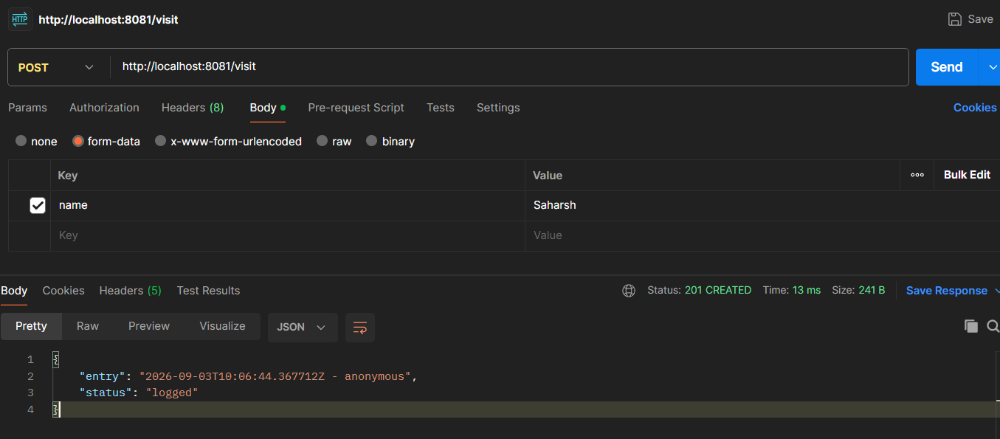 HTTP http://localhost:8081/visit Save
POST http://localhost:8081/visit Send
Params Authorization Headers (8) Body Pre-request Script Tests Settings Cookies
none form-data x-www-form-urlencoded raw binary
Key Value Bulk Edit
name Saharsh
Key Value
Body Cookies Headers (5) Test Results Status: 201 CREATED Time: 13 ms Size: 241 B Save Response
Pretty Raw Preview Visualize JSON
1 {
2 "entry": "2026-09-03T10:06:44.367712Z - anonymous",
3 "status": "logged"
4 }